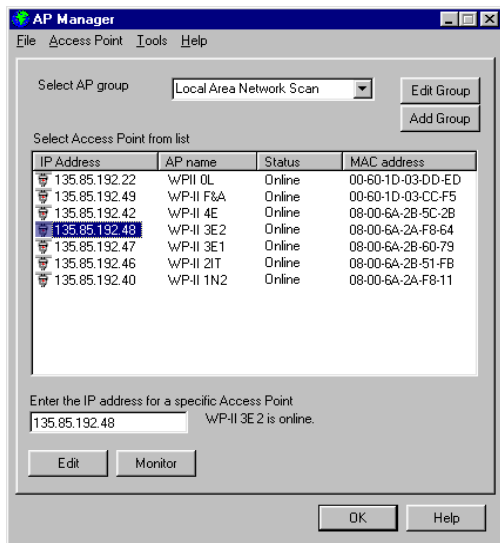 AP Manager
File Access Point Tools Help
Select AP group Local Area Network Scan Edit Group
Add Group
Select Access Point from list
IP Address AP name Status MAC address
135.85.192.22 WPII 0L Online 00-60-1D-03-DD-ED
135.85.192.49 WP-II F&A Online 00-60-1D-03-CC-F5
135.85.192.42 WP-II 4E Online 08-00-6A-2B-5C-2B
135.85.192.48 WP-II 3E2 Online 08-00-6A-2A-F8-64
135.85.192.47 WP-II 3E1 Online 08-00-6A-2B-60-79
135.85.192.46 WP-II 2IT Online 08-00-6A-2B-51-FB
135.85.192.40 WP-II 1N2 Online 08-00-6A-2A-F8-11
Enter the IP address for a specific Access Point
135.85.192.48 WP-II 3E 2 is online.
Edit Monitor
OK Help